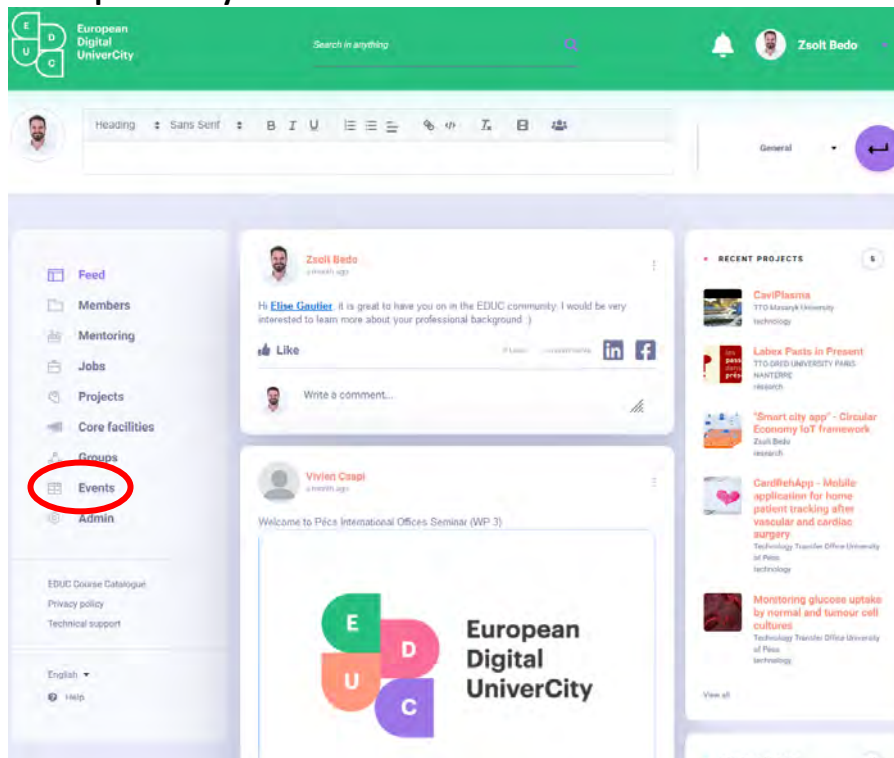 E
D
U
C
European
Digital
UniverCity
Search in anything
Zsolt Bedo
Heading
Sans Serif
B I U
General
Feed
Members
Mentoring
Jobs
Projects
Core facilities
Groups
Events
Admin
EDUC Course Catalogue
Privacy policy
Technical support
English
Help
Zsolt Bedo
a month ago
Hi Elise Gautier, it is great to have you on in the EDUC community. I would be very
interested to learn more about your professional background :)
Like
in f
Write a comment...
Vivien Csapi
a month ago
Welcome to Pécs International Offices Seminar (WP 3)
E
D
U
C
European
Digital
UniverCity
RECENT PROJECTS
5
CaviPlasma
TTO Masaryk University
technology
Labex Pasts in Present
TTO DRED UNIVERSITY PARIS
NANTERRE
research
"Smart city app" - Circular
Economy IoT framework
Zsolt Bedo
research
CardRehApp - Mobile
application for home
patient tracking after
vascular and cardiac
surgery
Technology Transfer Office University
of Pécs
technology
Monitoring glucose uptake
by normal and tumour cell
cultures
Technology Transfer Office University
of Pécs
technology
View all